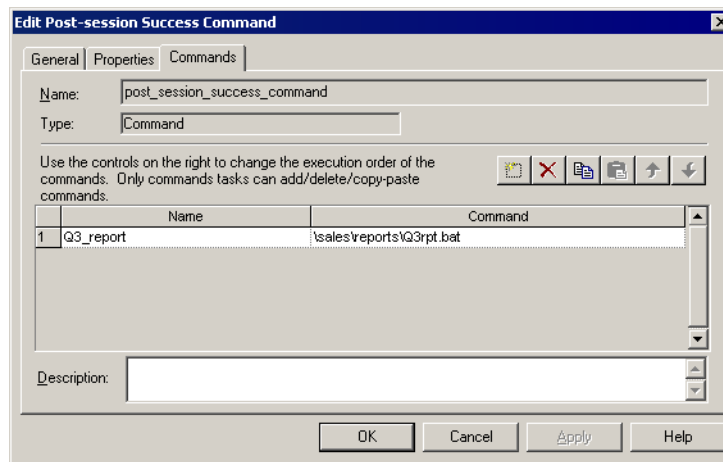 Edit Post-session Success Command
General Properties Commands
Name: post_session_success_command
Type: Command
Use the controls on the right to change the execution order of the
commands. Only commands tasks can add/delete/copy-paste
commands.
Name Command
1 Q3_report \sales\reports\Q3rpt.bat
Description:
OK Cancel Apply Help